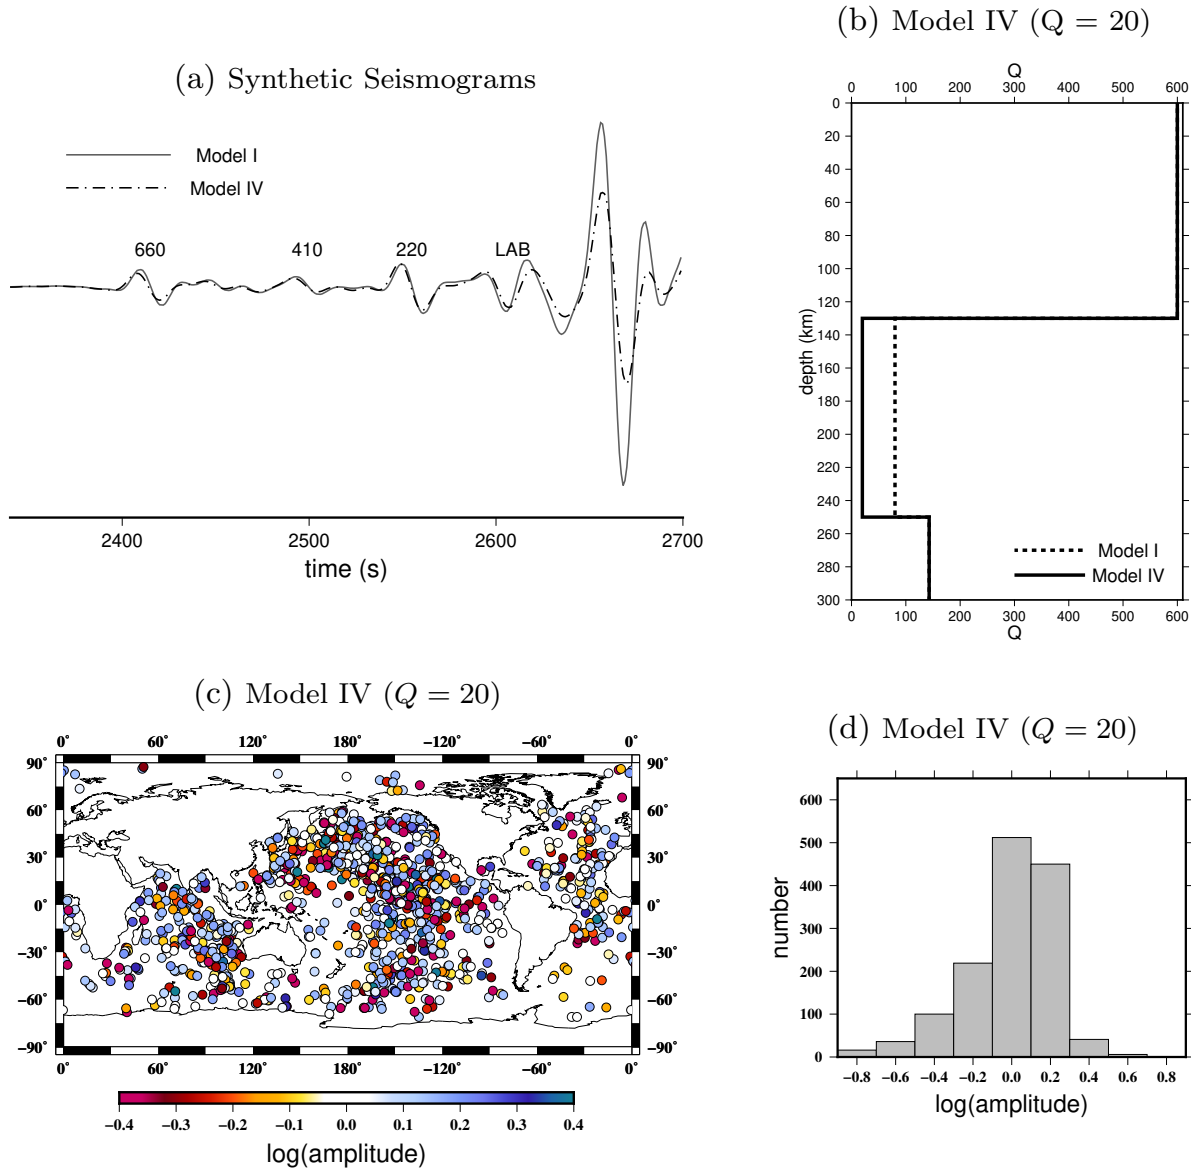 (a) Synthetic Seismograms
Model I
Model IV
660
410
220
LAB
2400 2500 2600 2700
time (s)
(b) Model IV (Q = 20)
Q
0 100 200 300 400 500 600
0
20
40
60
80
100
120
140
160
180
200
220
240
260
280
300
depth (km)
Model I
Model IV
0 100 200 300 400 500 600
Q
(c) Model IV (Q = 20)
0˚ 60˚ 120˚ 180˚ −120˚ −60˚ 0˚
90˚ 90˚
60˚ 60˚
30˚ 30˚
0˚ 0˚
−30˚ −30˚
−60˚ −60˚
−90˚ −90˚
0˚ 60˚ 120˚ 180˚ −120˚ −60˚ 0˚
−0.4 −0.3 −0.2 −0.1 0.0 0.1 0.2 0.3 0.4
log(amplitude)
(d) Model IV (Q = 20)
600
500
400
300
200
100
0
number
−0.8 −0.6 −0.4 −0.2 0.0 0.2 0.4 0.6 0.8
log(amplitude)